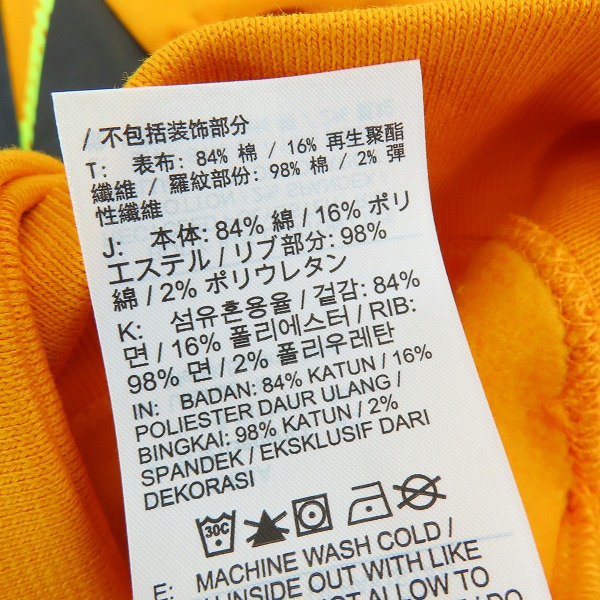 / 不包括装饰部分
T: 表布: 84% 棉 / 16% 再生聚酯
纖維 / 羅紋部份: 98% 棉 / 2% 彈
性纖維
J: 本体: 84% 綿 / 16% ポリ
エステル / リブ部分: 98%
綿 / 2% ポリウレタン
K: 섬유혼용율 / 겉감: 84%
면 / 16% 폴리에스터 / RIB:
98% 면 / 2% 폴리우레탄
IN: BADAN: 84% KATUN / 16%
POLIESTER DAUR ULANG /
BINGKAI: 98% KATUN / 2%
SPANDEK / EKSKLUSIF DARI
DEKORASI
30C
E: MACHINE WASH COLD /
INSIDE OUT WITH LIKE
NOT ALLOW TO